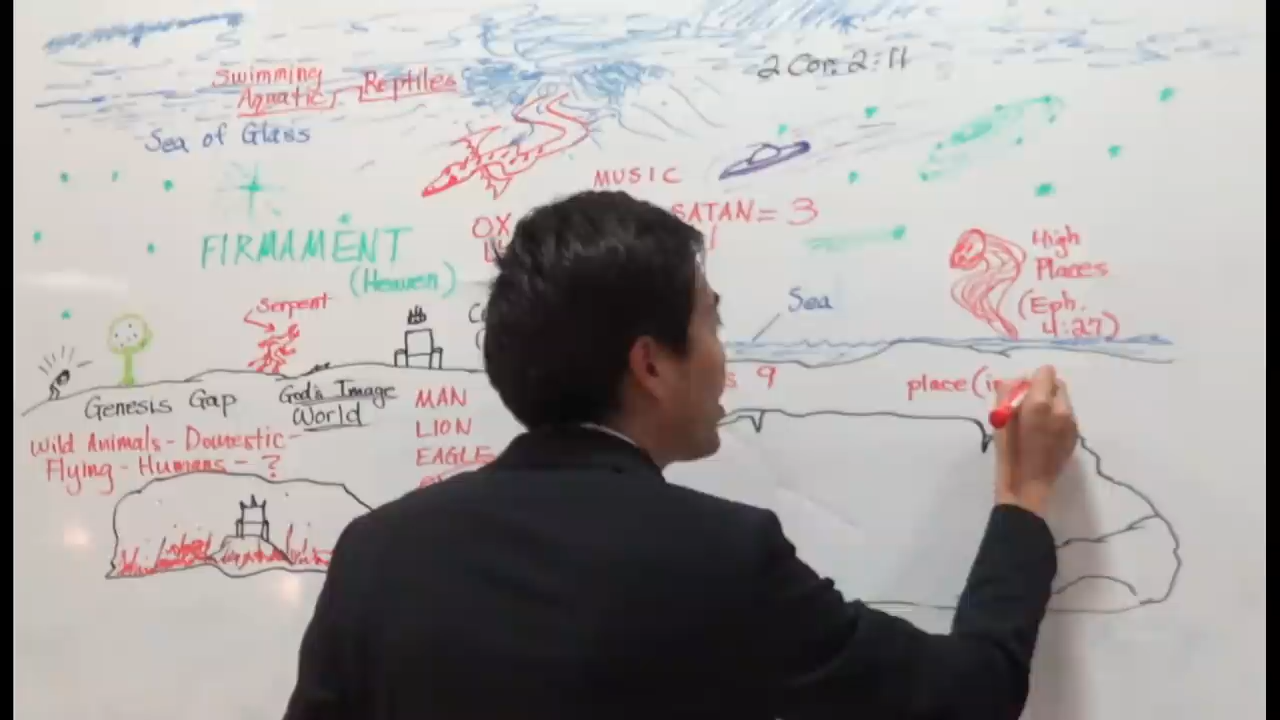 2 Cor. 2:11
Swimming
Aquatic, Reptiles
Sea of Glass
MUSIC
OX
SATAN = 3
FIRMAMENT
(Heaven)
High
Places
(Eph.
4:27)
Serpent
Sea
Genesis Gap
God's Image
World
MAN
LION
EAGLE
9
place
Wild Animals - Domestic -
Flying - Humans - ?